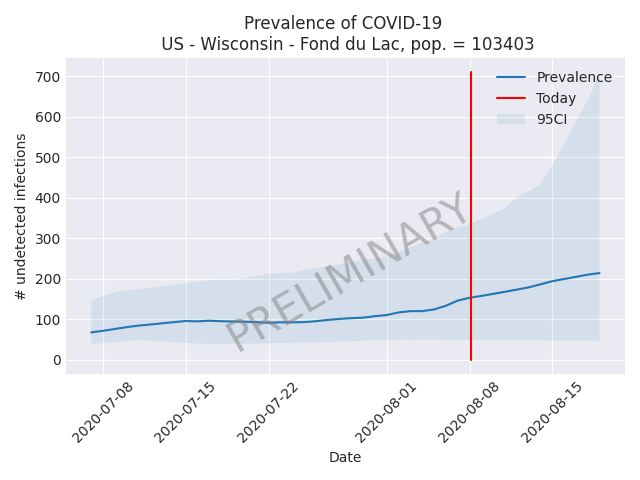 Prevalence of COVID-19
US - Wisconsin - Fond du Lac, pop. = 103403
Prevalence
Today
95CI
700
600
500
400
300
200
100
0
# undetected infections
PRELIMINARY
2020-07-08
2020-07-15
2020-07-22
2020-08-01
2020-08-08
2020-08-15
Date